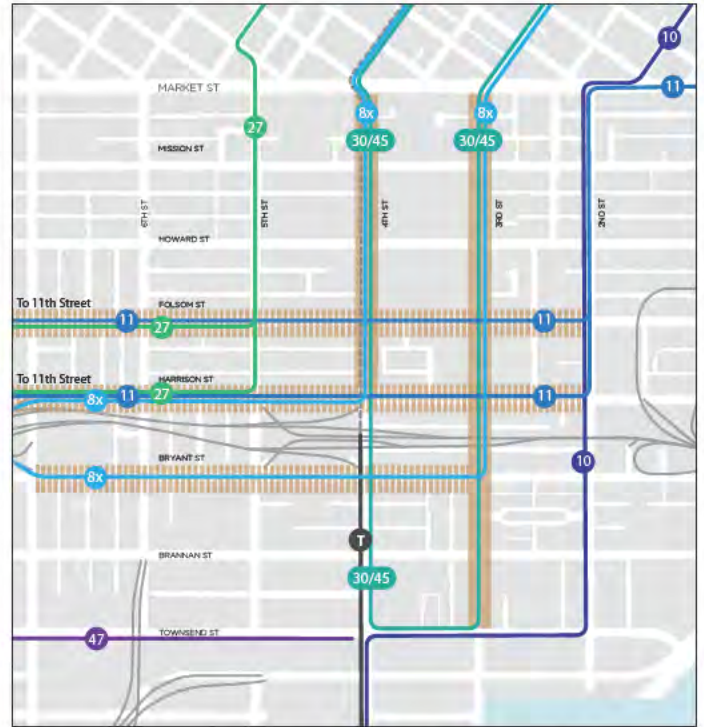 10
MARKET ST
11
8x
8x
27
30/45
30/45
MISSION ST
6TH ST
5TH ST
4TH ST
3RD ST
2ND ST
HOWARD ST
To 11th Street
FOLSOM ST
11
27
11
To 11th Street
HARRISON ST
8x
11
27
11
BRYANT ST
10
8x
T
BRANNAN ST
30/45
TOWNSEND ST
47